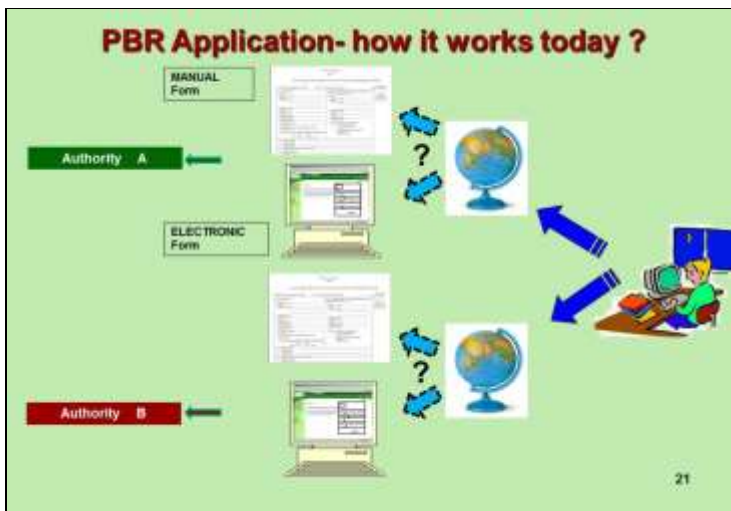 PBR Application- how it works today ?
MANUAL
Form
Authority A
?
ELECTRONIC
Form
?
Authority B
21